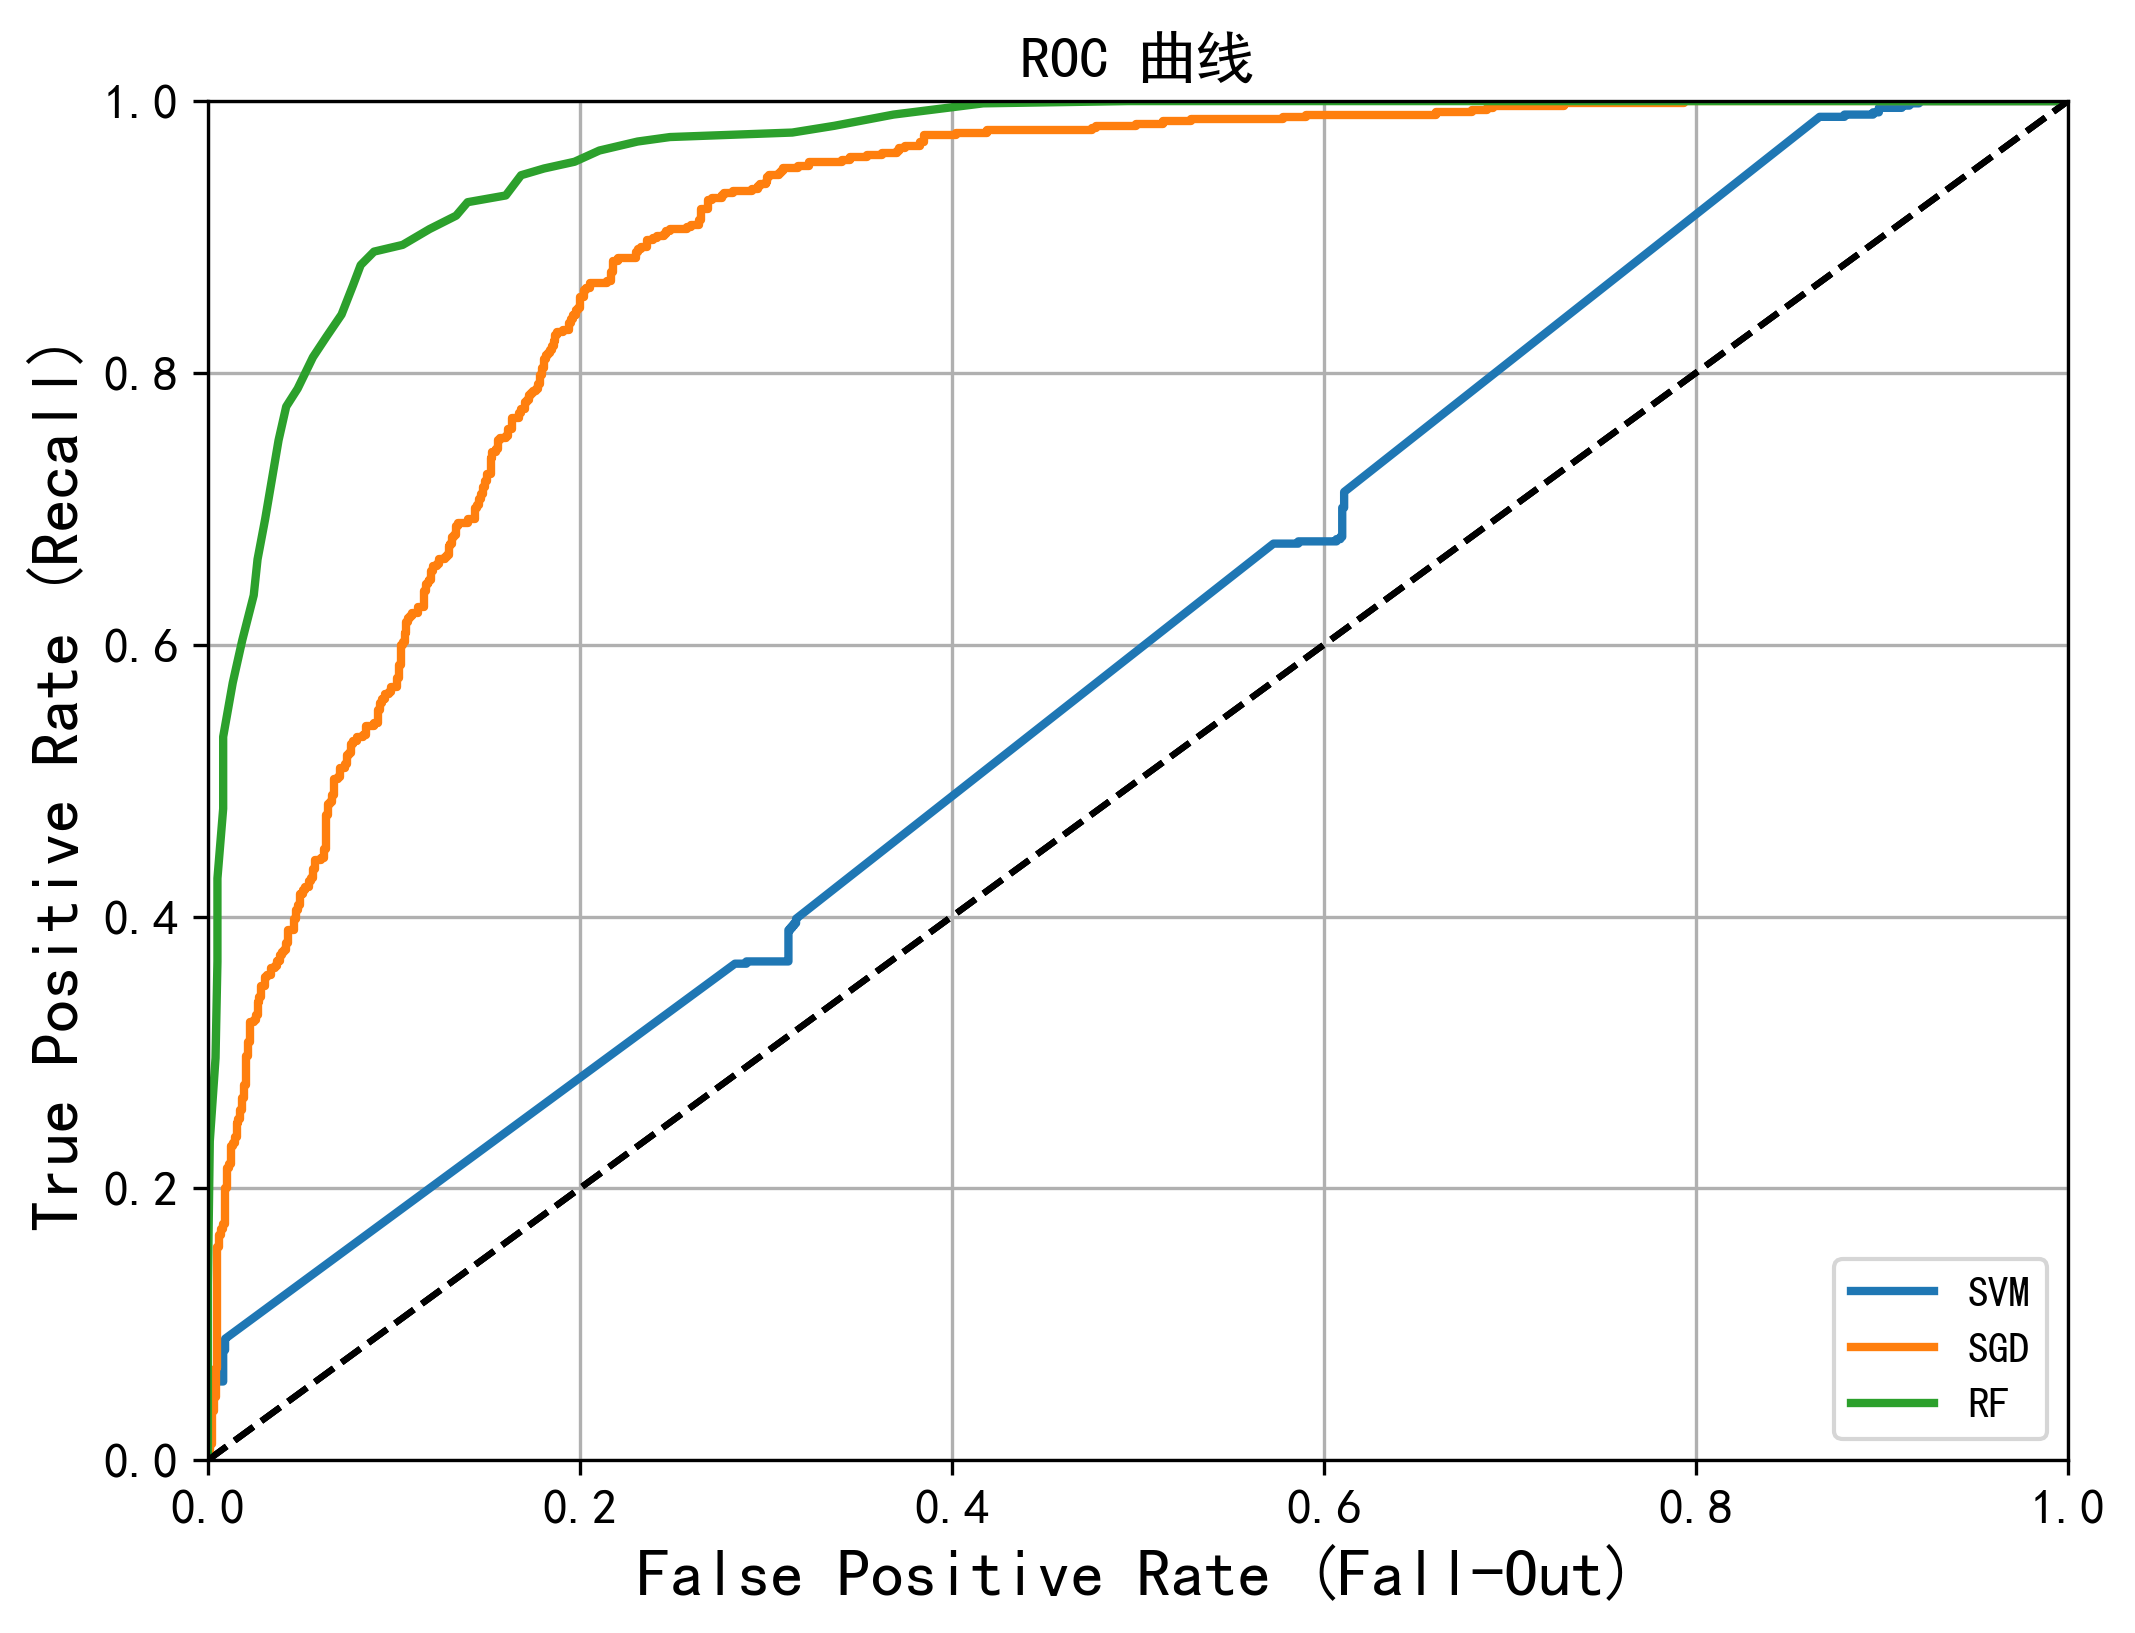 ROC 曲线
True Positive Rate (Recall)
1.0
0.8
0.6
0.4
0.2
0.0
0.0 0.2 0.4 0.6 0.8 1.0
False Positive Rate (Fall-Out)
SVM
SGD
RF